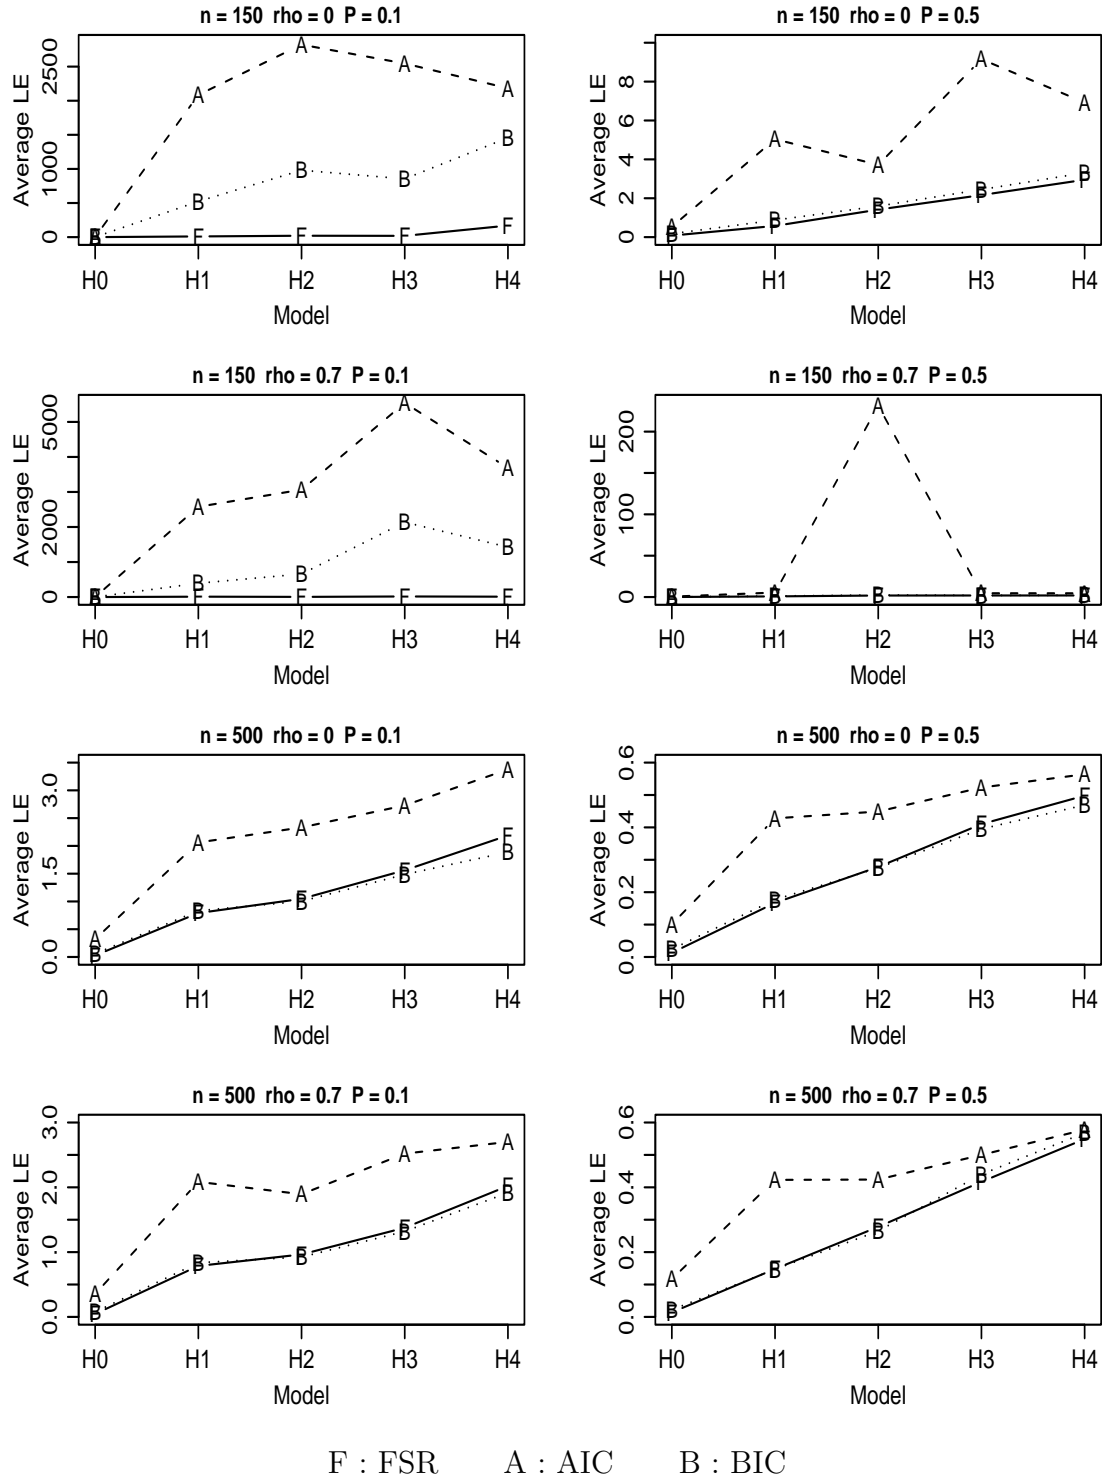 n = 150 rho = 0 P = 0.1
Average LE
0 1000 2500
A A A A A
B B B B B
F F F F
H0 H1 H2 H3 H4
Model
n = 150 rho = 0 P = 0.5
Average LE
0 2 4 6 8
A A A A A
B B B B B
F F F F F
H0 H1 H2 H3 H4
Model
n = 150 rho = 0.7 P = 0.1
Average LE
0 2000 5000
A A A A A
B B B B B
F F F F
H0 H1 H2 H3 H4
Model
n = 150 rho = 0.7 P = 0.5
Average LE
0 100 200
A A A A A
B B B B B
H0 H1 H2 H3 H4
Model
n = 500 rho = 0 P = 0.1
Average LE
0.0 1.5 3.0
A A A A A
B B B B B
F F F F F
H0 H1 H2 H3 H4
Model
n = 500 rho = 0 P = 0.5
Average LE
0.0 0.2 0.4 0.6
A A A A A
B B B B B
F F F F F
H0 H1 H2 H3 H4
Model
n = 500 rho = 0.7 P = 0.1
Average LE
0.0 1.0 2.0 3.0
A A A A A
B B B B B
F F F F F
H0 H1 H2 H3 H4
Model
n = 500 rho = 0.7 P = 0.5
Average LE
0.0 0.2 0.4 0.6
A A A A A
B B B B B
F F F F F
H0 H1 H2 H3 H4
Model
F : FSR A : AIC B : BIC